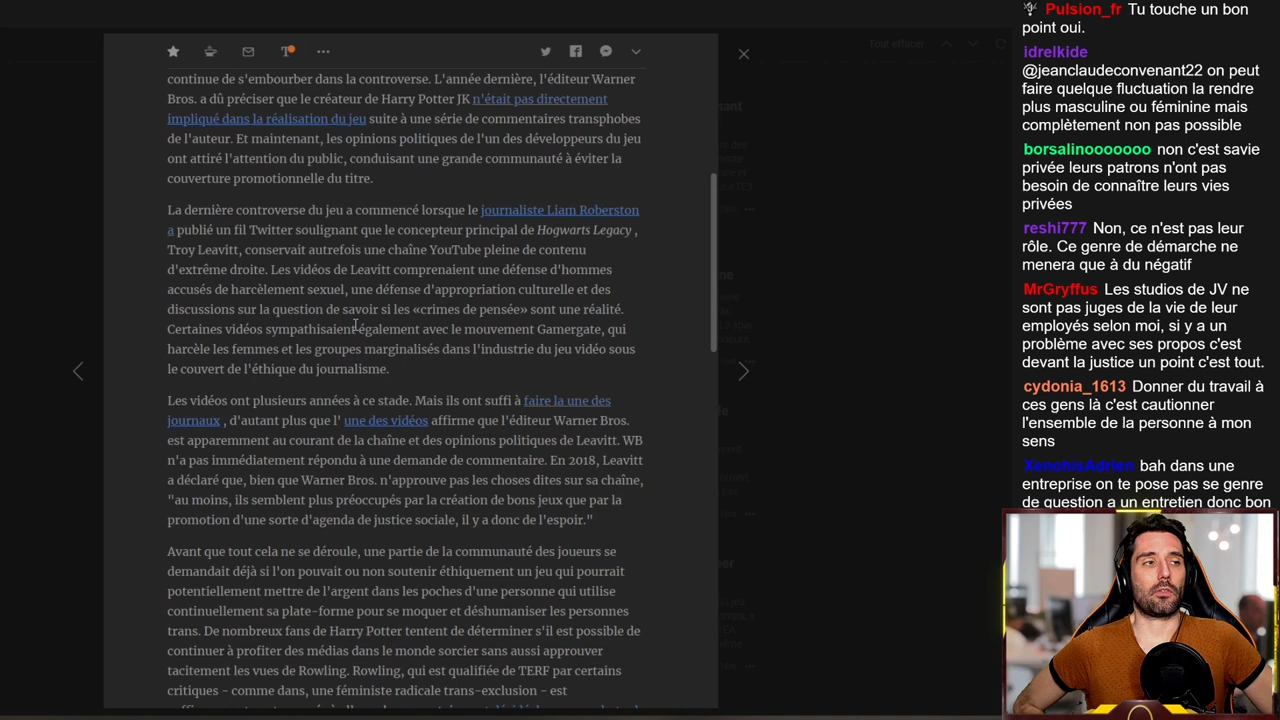 Tout effacer
continue de s'embourber dans la controverse. L'année dernière, l'éditeur Warner
Bros. a dû préciser que le créateur de Harry Potter JK n'était pas directement
impliqué dans la réalisation du jeu suite à une série de commentaires transphobes
de l'auteur. Et maintenant, les opinions politiques de l'un des développeurs du jeu
ont attiré l'attention du public, conduisant une grande communauté à éviter la
couverture promotionnelle du titre.
La dernière controverse du jeu a commencé lorsque le journaliste Liam Roberston
a publié un fil Twitter soulignant que le concepteur principal de Hogwarts Legacy ,
Troy Leavitt, conservait autrefois une chaîne YouTube pleine de contenu
d'extrême droite. Les vidéos de Leavitt comprenaient une défense d'hommes
accusés de harcèlement sexuel, une défense d'appropriation culturelle et des
discussions sur la question de savoir si les «crimes de pensée» sont une réalité.
Certaines vidéos sympathisaient également avec le mouvement Gamergate, qui
harcèle les femmes et les groupes marginalisés dans l'industrie du jeu vidéo sous
le couvert de l'éthique du journalisme.
Les vidéos ont plusieurs années à ce stade. Mais ils ont suffi à faire la une des
journaux , d'autant plus que l' une des vidéos affirme que l'éditeur Warner Bros.
est apparemment au courant de la chaîne et des opinions politiques de Leavitt. WB
n'a pas immédiatement répondu à une demande de commentaire. En 2018, Leavitt
a déclaré que, bien que Warner Bros. n'approuve pas les choses dites sur sa chaîne,
"au moins, ils semblent plus préoccupés par la création de bons jeux que par la
promotion d'une sorte d'agenda de justice sociale, il y a donc de l'espoir."
Avant que tout cela ne se déroule, une partie de la communauté des joueurs se
demandait déjà si l'on pouvait ou non soutenir éthiquement un jeu qui pourrait
potentiellement mettre de l'argent dans les poches d'une personne qui utilise
continuellement sa plate-forme pour se moquer et déshumaniser les personnes
trans. De nombreux fans de Harry Potter tentent de déterminer s'il est possible de
continuer à profiter des médias dans le monde sorcier sans aussi approuver
tacitement les vues de Rowling. Rowling, qui est qualifiée de TERF par certains
critiques - comme dans, une féministe radicale trans-exclusion - est
Pulsion_fr Tu touche un bon
point oui.
idrelkide
@jeanclaudeconvenant22 on peut
faire quelque fluctuation la rendre
plus masculine ou féminine mais
complètement non pas possible
borsalinooooooo non c'est savie
privée leurs patrons n'ont pas
besoin de connaître leurs vies
privées
reshi777 Non, ce n'est pas leur
rôle. Ce genre de démarche ne
menera que à du négatif
MrGryffus Les studios de JV ne
sont pas juges de la vie de leur
employés selon moi, si y a un
problème avec ses propos c'est
devant la justice un point c'est tout.
cydonia_1613 Donner du travail à
ces gens là c'est cautionner
l'ensemble de la personne à mon
sens
XenohisAdrien bah dans une
entreprise on te pose pas se genre
de question a un entretien donc bon